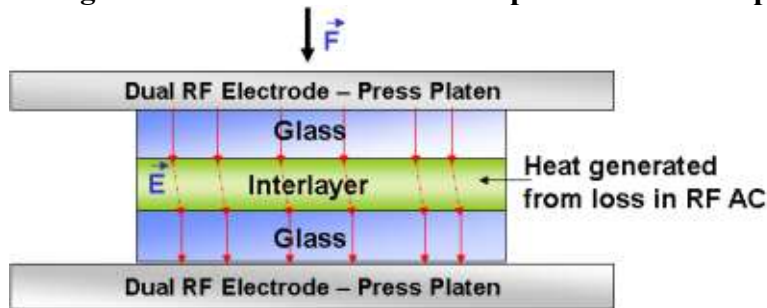 F
Dual RF Electrode – Press Platen
Glass
E
Interlayer
Heat generated
from loss in RF AC
Glass
Dual RF Electrode – Press Platen